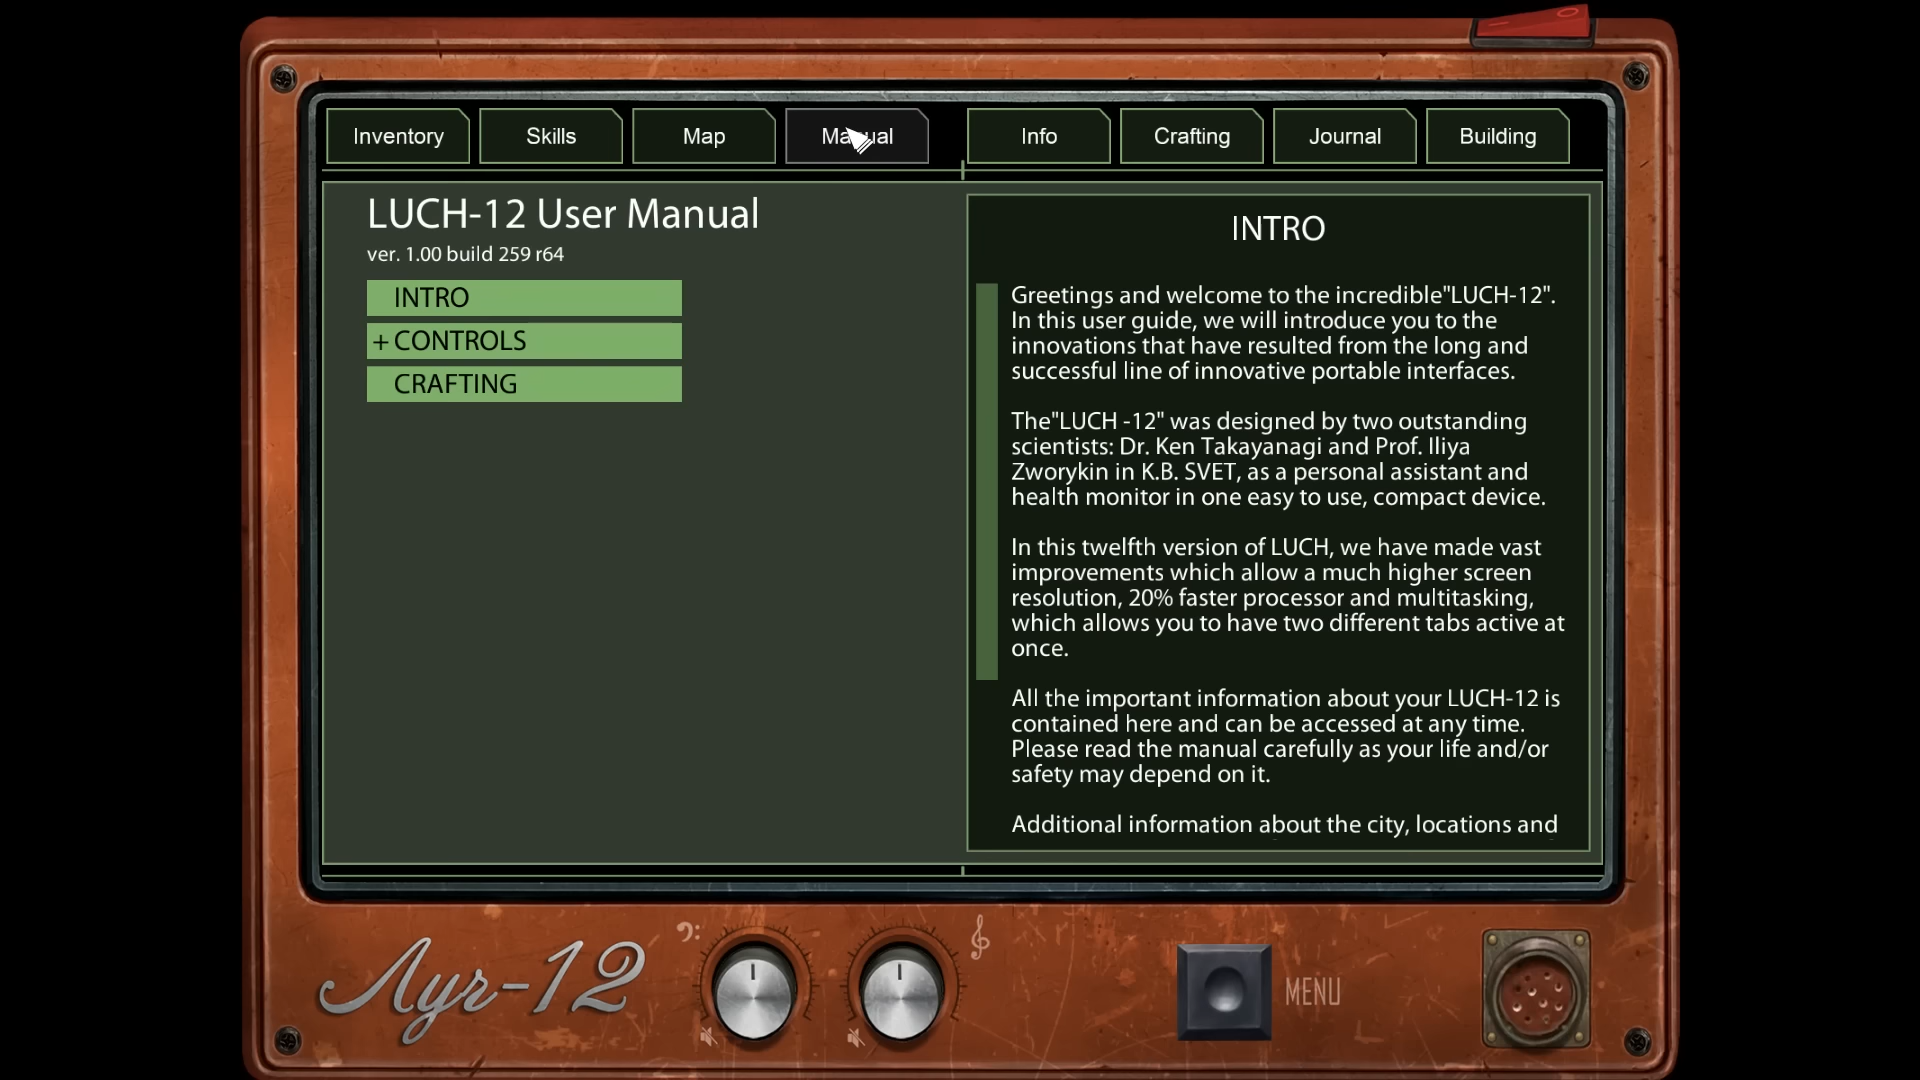 Inventory
Skills
Map
Manual
Info
Crafting
Journal
Building
LUCH-12 User Manual
ver. 1.00 build 259 r64
INTRO
+ CONTROLS
CRAFTING
INTRO
Greetings and welcome to the incredible"LUCH-12".
In this user guide, we will introduce you to the
innovations that have resulted from the long and
successful line of innovative portable interfaces.
The"LUCH -12" was designed by two outstanding
scientists: Dr. Ken Takayanagi and Prof. Iliya
Zworykin in K.B. SVET, as a personal assistant and
health monitor in one easy to use, compact device.
In this twelfth version of LUCH, we have made vast
improvements which allow a much higher screen
resolution, 20% faster processor and multitasking,
which allows you to have two different tabs active at
once.
All the important information about your LUCH-12 is
contained here and can be accessed at any time.
Please read the manual carefully as your life and/or
safety may depend on it.
Additional information about the city, locations and
Луч-12
MENU